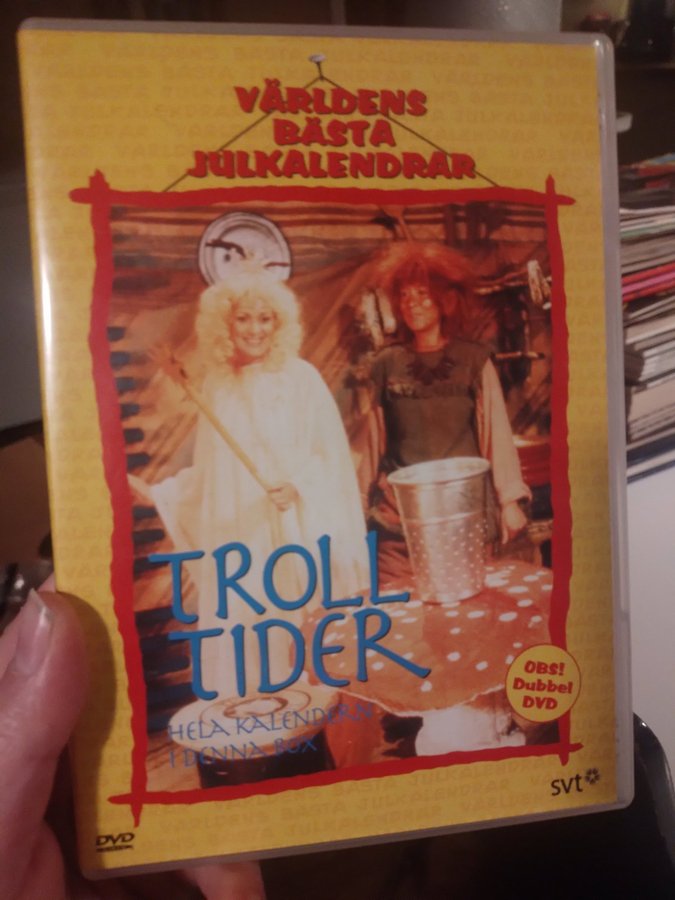 VÄRLDENS
BÄSTA
JULKALENDRAR
TROLL
TIDER
HELA KALENDERN
I DENNA BOX
OBS!
Dubbel
DVD
svt
DVD